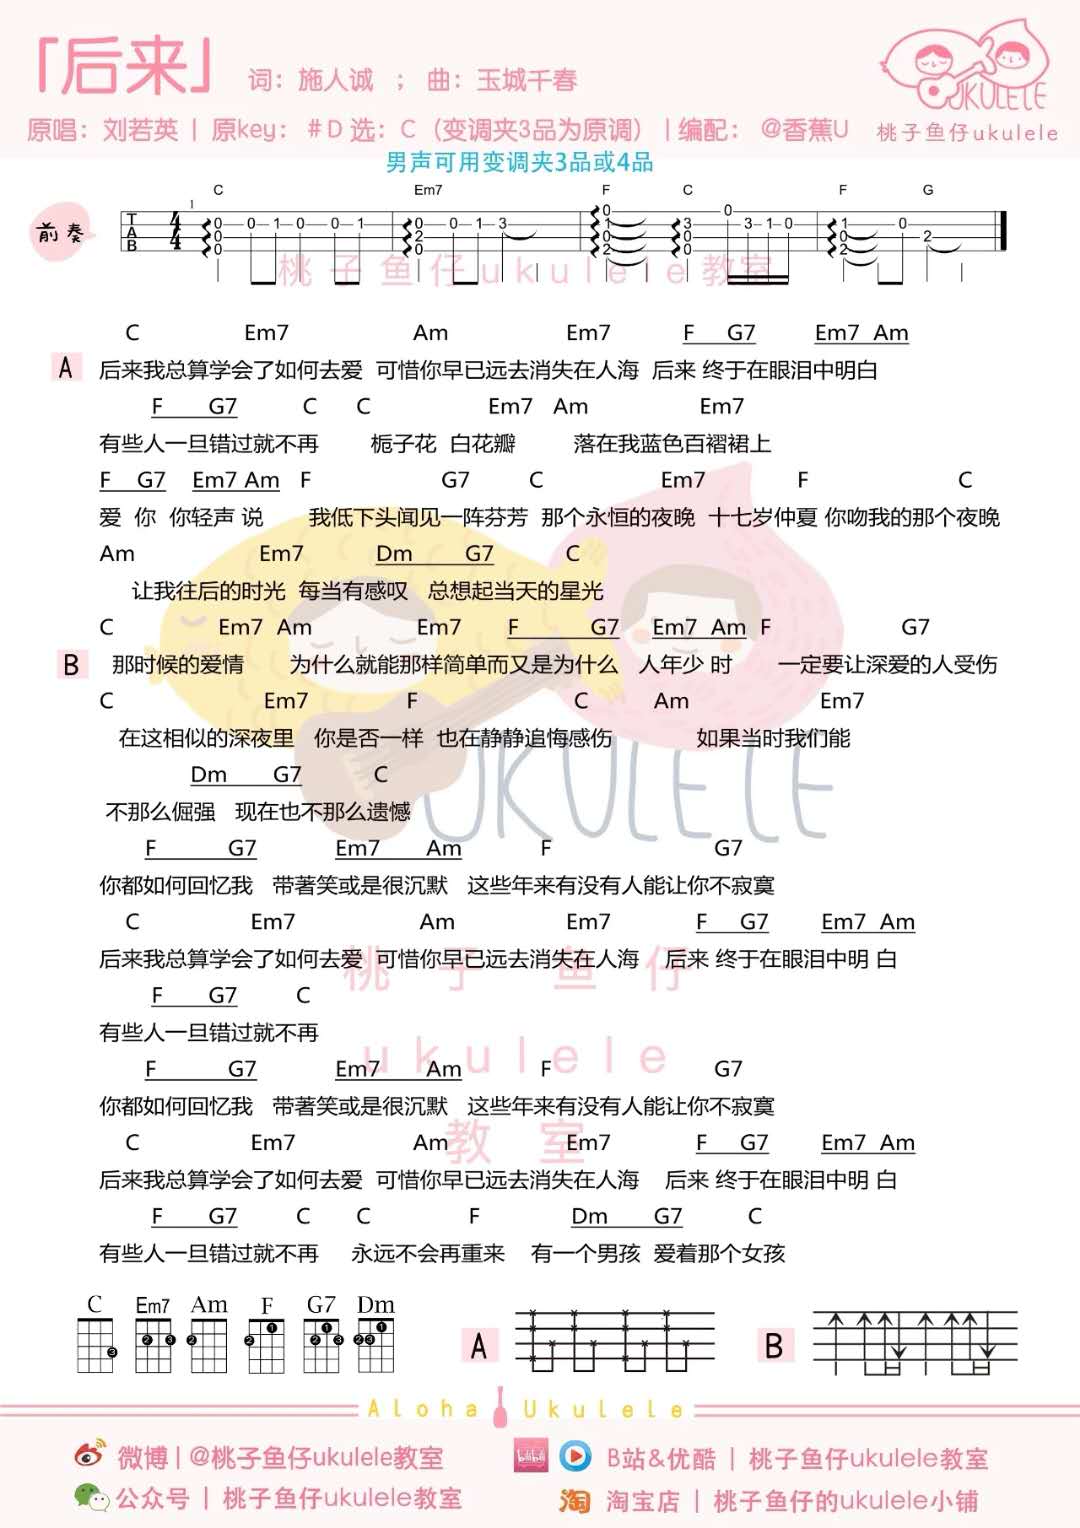 「后来」 词：施人诚 ；曲：玉城千春
UKULELE
原唱：刘若英 | 原key：#D 选：C（变调夹3品为原调） | 编配：@香蕉U
桃子鱼仔ukulele
男声可用变调夹3品或4品
C Em7 F C F G
前奏
1
T A B 4 4
0 0 0 0 1 0 0 1 0 2 0 0 1 3 0 1 0 2 3 0 0 0 3 1 0 1 0 2 0 2
桃子鱼仔ukulele教室
C Em7 Am Em7 F G7 Em7 Am
A 后来我总算学会了如何去爱 可惜你早已远去消失在人海 后来 终于在眼泪中明白
F G7 C C Em7 Am Em7
有些人一旦错过就不再 栀子花 白花瓣 落在我蓝色百褶裙上
F G7 Em7 Am F G7 C Em7 F C
爱 你 你轻声 说 我低下头闻见一阵芬芳 那个永恒的夜晚 十七岁仲夏 你吻我的那个夜晚
Am Em7 Dm G7 C
让我往后的时光 每当有感叹 总想起当天的星光
C Em7 Am Em7 F G7 Em7 Am F G7
B 那时候的爱情 为什么就能那样简单而又是为什么 人年少 时 一定要让深爱的人受伤
C Em7 F C Am Em7
在这相似的深夜里 你是否一样 也在静静追悔感伤 如果当时我们能
UKULELE
Dm G7 C
不那么倔强 现在也不那么遗憾
F G7 Em7 Am F G7
你都如何回忆我 带著笑或是很沉默 这些年来有没有人能让你不寂寞
C Em7 Am Em7 F G7 Em7 Am
后来我总算学会了如何去爱 可惜你早已远去消失在人海 后来 终于在眼泪中明 白
桃子鱼仔
F G7 C
有些人一旦错过就不再
ukulele
F G7 Em7 Am F G7
你都如何回忆我 带著笑或是很沉默 这些年来有没有人能让你不寂寞
教室
C Em7 Am Em7 F G7 Em7 Am
后来我总算学会了如何去爱 可惜你早已远去消失在人海 后来 终于在眼泪中明 白
F G7 C C F Dm G7 C
有些人一旦错过就不再 永远不会再重来 有一个男孩 爱着那个女孩
C Em7 Am F G7 Dm
3 2 3 2 2 1 2 1 3 2 3 1
A B
Aloha Ukulele
微博 | @桃子鱼仔ukulele教室 bilibili B站&优酷 | 桃子鱼仔ukulele教室
公众号 | 桃子鱼仔ukulele教室 淘 淘宝店 | 桃子鱼仔的ukulele小铺